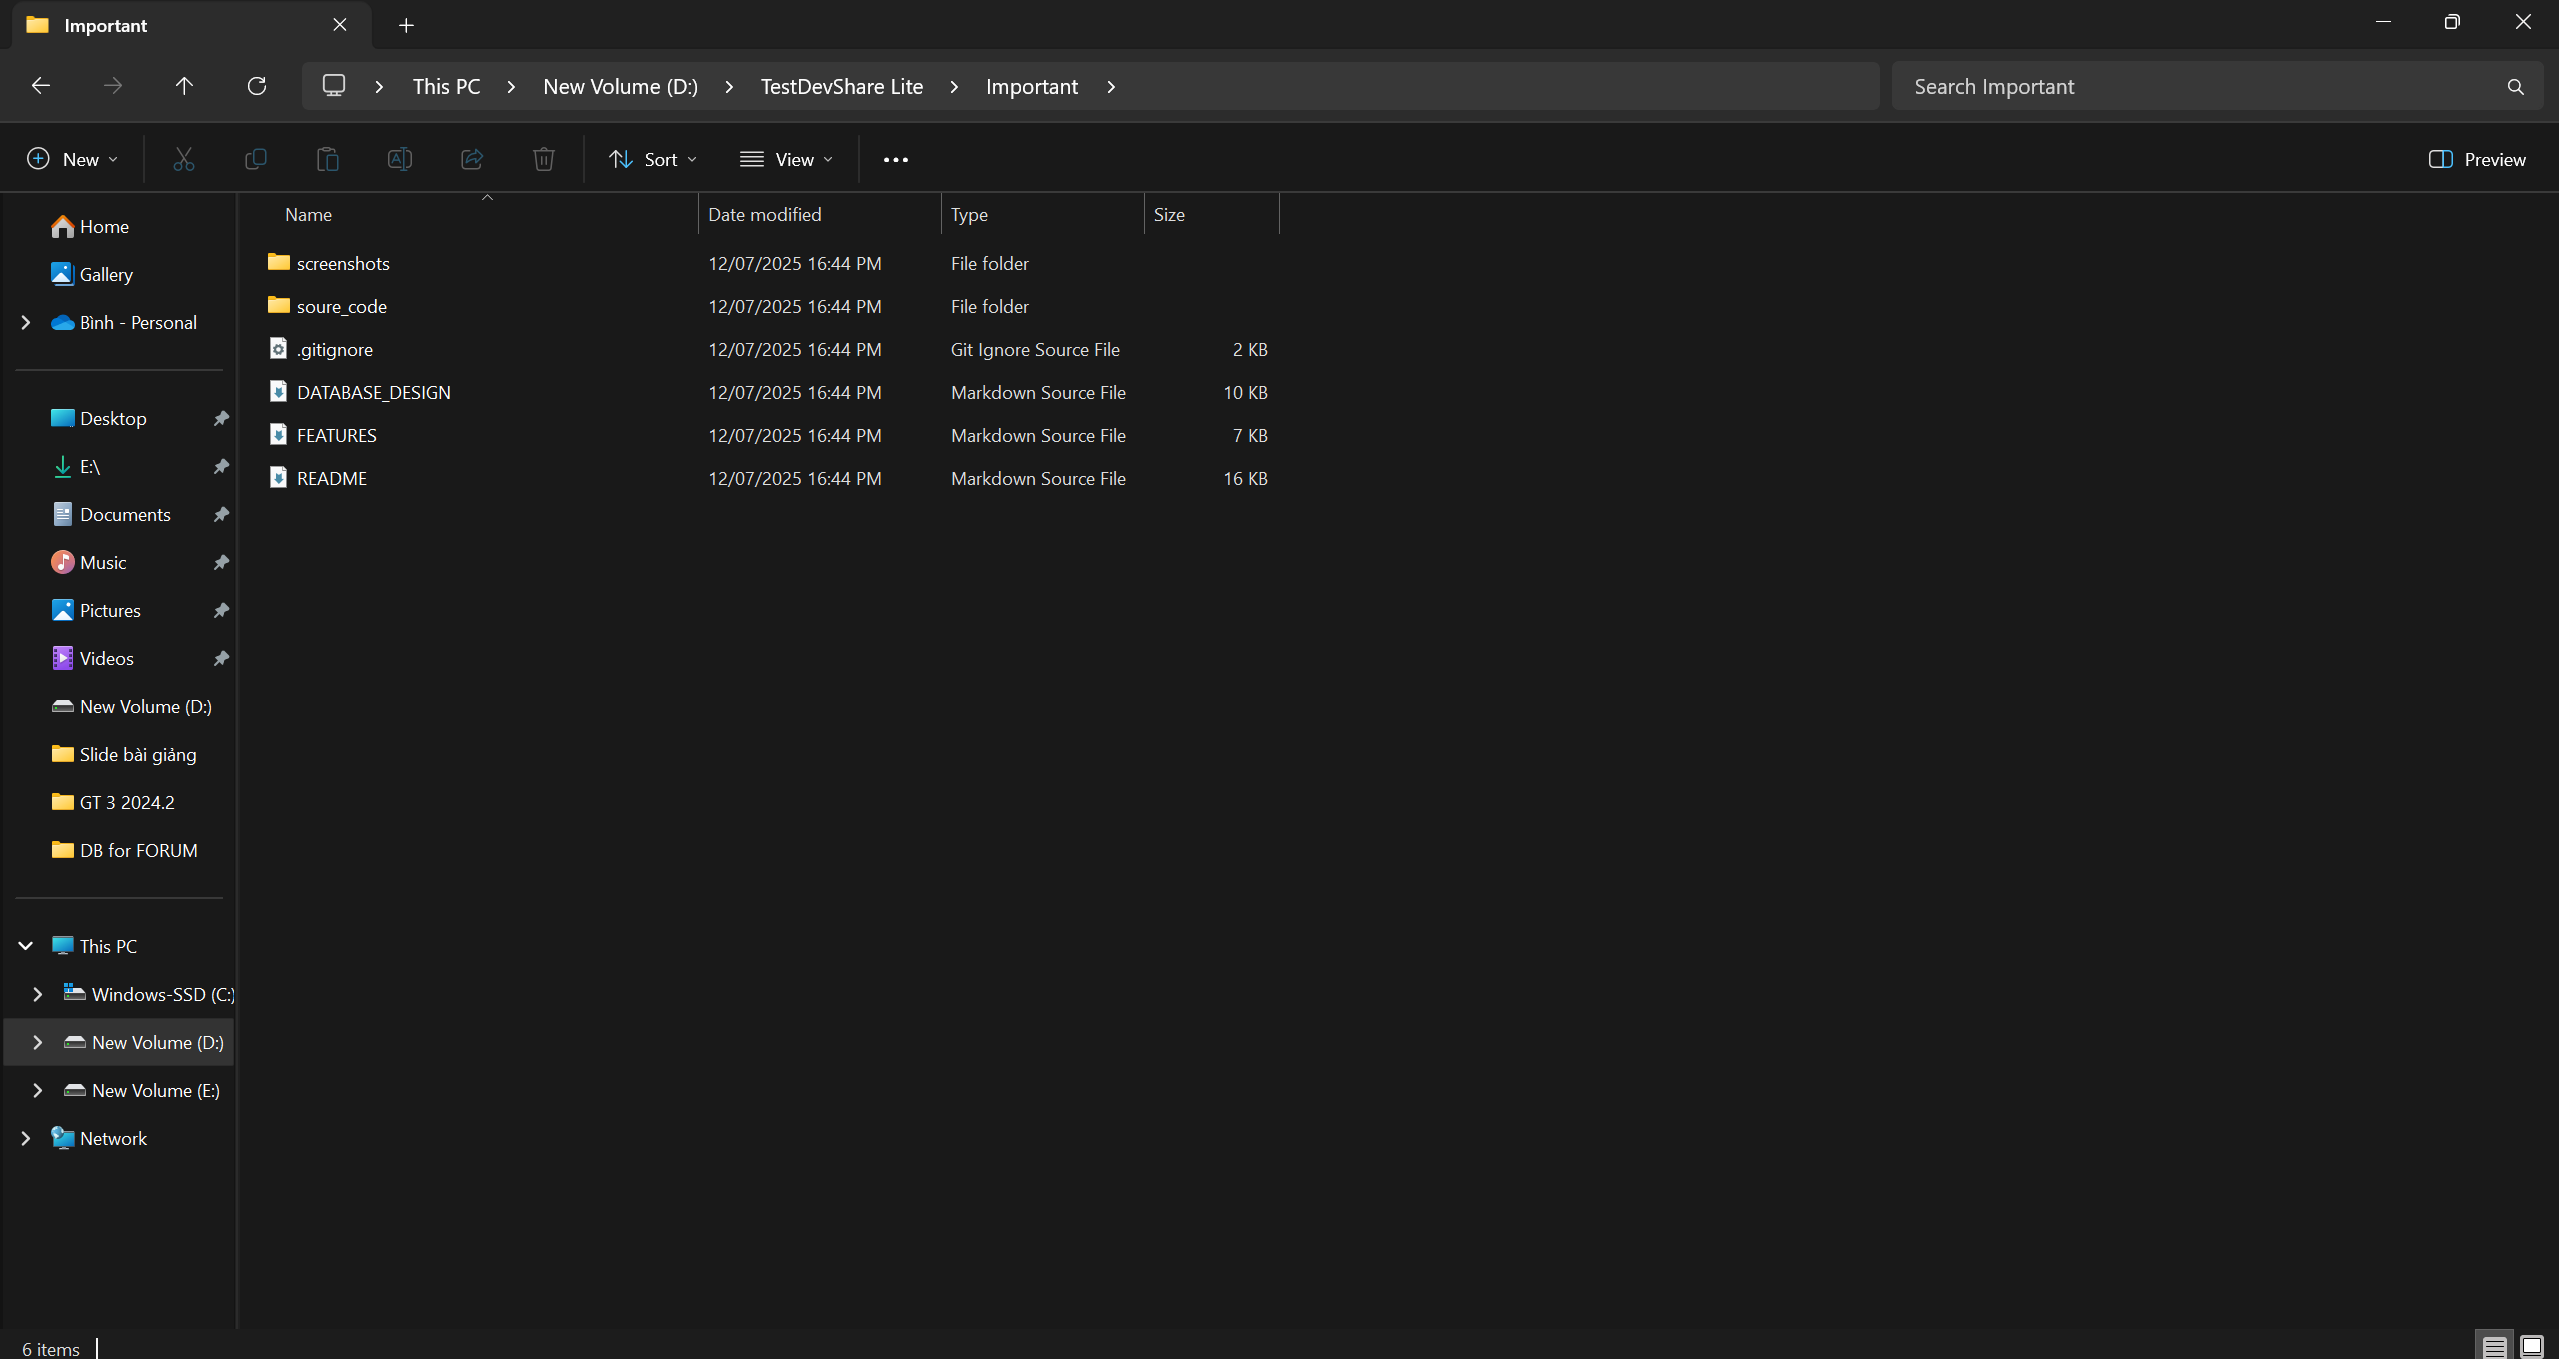 Important
This PC > New Volume (D:) > TestDevShare Lite > Important >
Search Important
New
Sort
View
Preview
Home
Gallery
Bình - Personal
Desktop
E:\
Documents
Music
Pictures
Videos
New Volume (D:)
Slide bài giảng
GT 3 2024.2
DB for FORUM
This PC
Windows-SSD (C:)
New Volume (D:)
New Volume (E:)
Network
Name Date modified Type Size
screenshots 12/07/2025 16:44 PM File folder
soure_code 12/07/2025 16:44 PM File folder
.gitignore 12/07/2025 16:44 PM Git Ignore Source File 2 KB
DATABASE_DESIGN 12/07/2025 16:44 PM Markdown Source File 10 KB
FEATURES 12/07/2025 16:44 PM Markdown Source File 7 KB
README 12/07/2025 16:44 PM Markdown Source File 16 KB
6 items